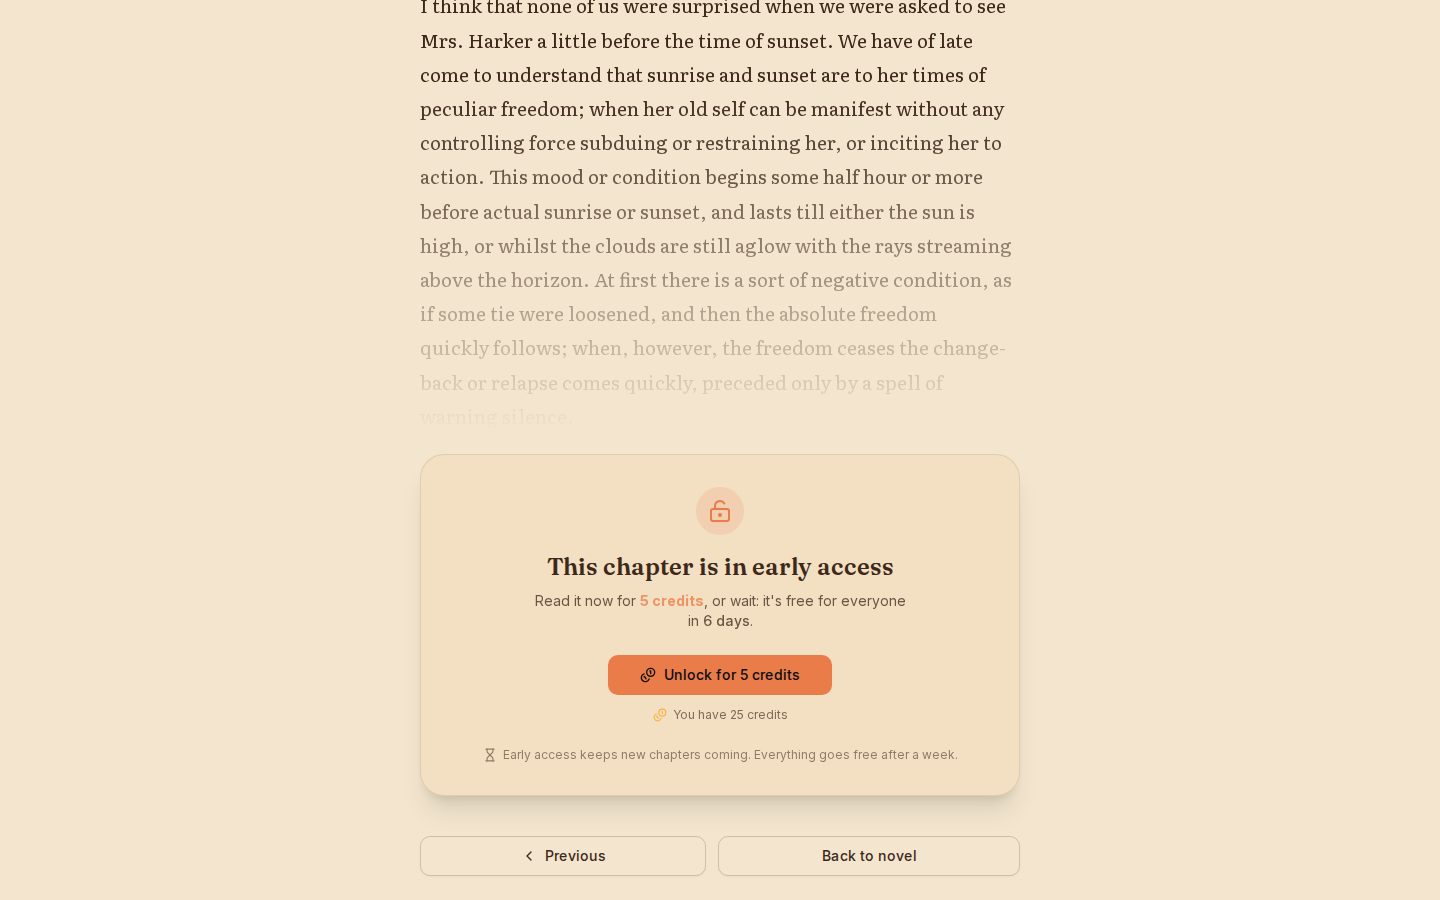 I think that none of us were surprised when we were asked to see
Mrs. Harker a little before the time of sunset. We have of late
come to understand that sunrise and sunset are to her times of
peculiar freedom; when her old self can be manifest without any
controlling force subduing or restraining her, or inciting her to
action. This mood or condition begins some half hour or more
before actual sunrise or sunset, and lasts till either the sun is
high, or whilst the clouds are still aglow with the rays streaming
above the horizon. At first there is a sort of negative condition, as
if some tie were loosened, and then the absolute freedom
quickly follows; when, however, the freedom ceases the change-
back or relapse comes quickly, preceded only by a spell of
warning silence.
This chapter is in early access
Read it now for 5 credits, or wait: it's free for everyone
in 6 days.
Unlock for 5 credits
You have 25 credits
Early access keeps new chapters coming. Everything goes free after a week.
Previous
Back to novel